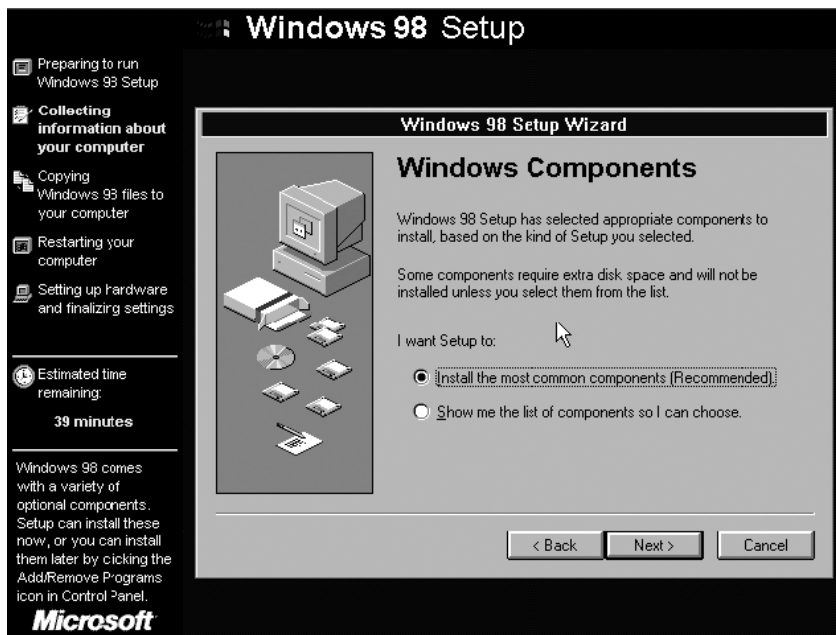 Windows 98 Setup
Preparing to run
Windows 98 Setup
Collecting
information about
your computer
Copying
Windows 98 files to
your computer
Restarting your
computer
Setting up hardware
and finalizing settings
Estimated time
remaining:
39 minutes
Windows 98 comes
with a variety of
optional components.
Setup can install these
now, or you can install
them later by clicking the
Add/Remove Programs
icon in Control Panel.
Microsoft
Windows 98 Setup Wizard
Windows Components
Windows 98 Setup has selected appropriate components to
install, based on the kind of Setup you selected.
Some components require extra disk space and will not be
installed unless you select them from the list.
I want Setup to:
Install the most common components (Recommended).
Show me the list of components so I can choose.
< Back
Next >
Cancel